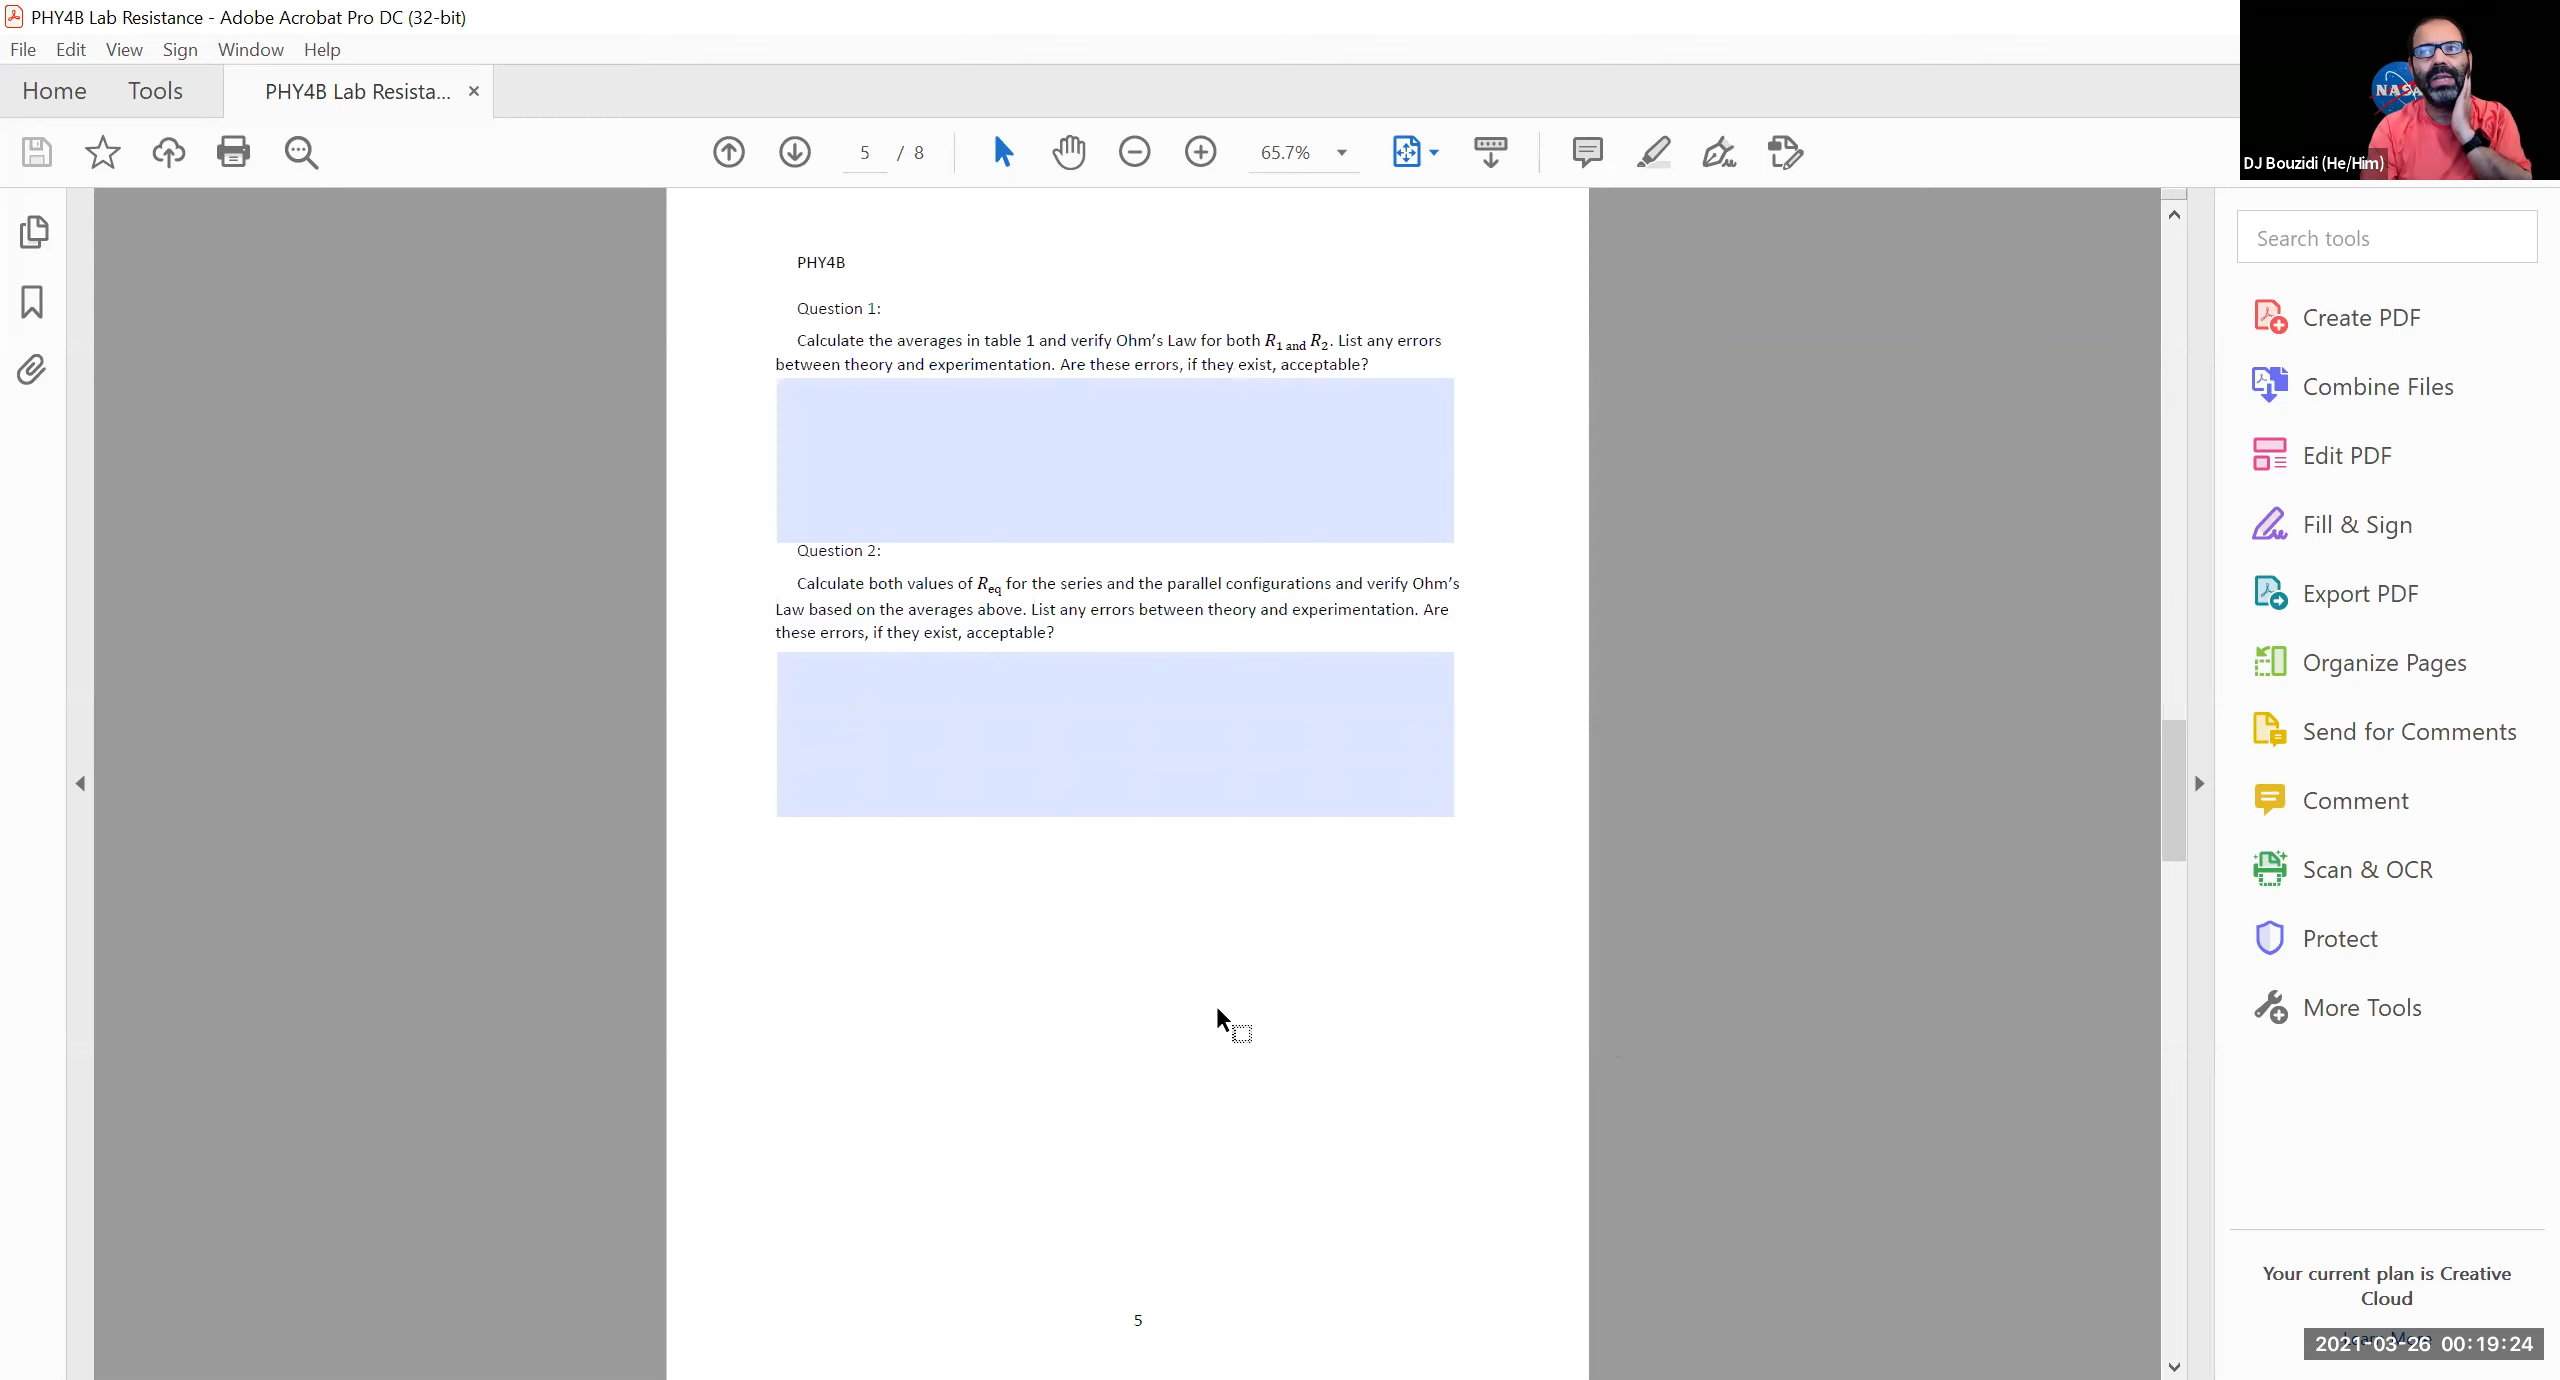 PHY4B Lab Resistance - Adobe Acrobat Pro DC (32-bit)
File Edit View Sign Window Help
Home Tools PHY4B Lab Resista... ×
5 / 8 65.7%
NASA
DJ Bouzidi (He/Him)
PHY4B
Question 1:
Calculate the averages in table 1 and verify Ohm's Law for both R₁ and R₂. List any errors
between theory and experimentation. Are these errors, if they exist, acceptable?
Question 2:
Calculate both values of Req for the series and the parallel configurations and verify Ohm's
Law based on the averages above. List any errors between theory and experimentation. Are
these errors, if they exist, acceptable?
5
Search tools
Create PDF
Combine Files
Edit PDF
Fill & Sign
Export PDF
Organize Pages
Send for Comments
Comment
Scan & OCR
Protect
More Tools
Your current plan is Creative
Cloud
2021-03-26 00:19:24